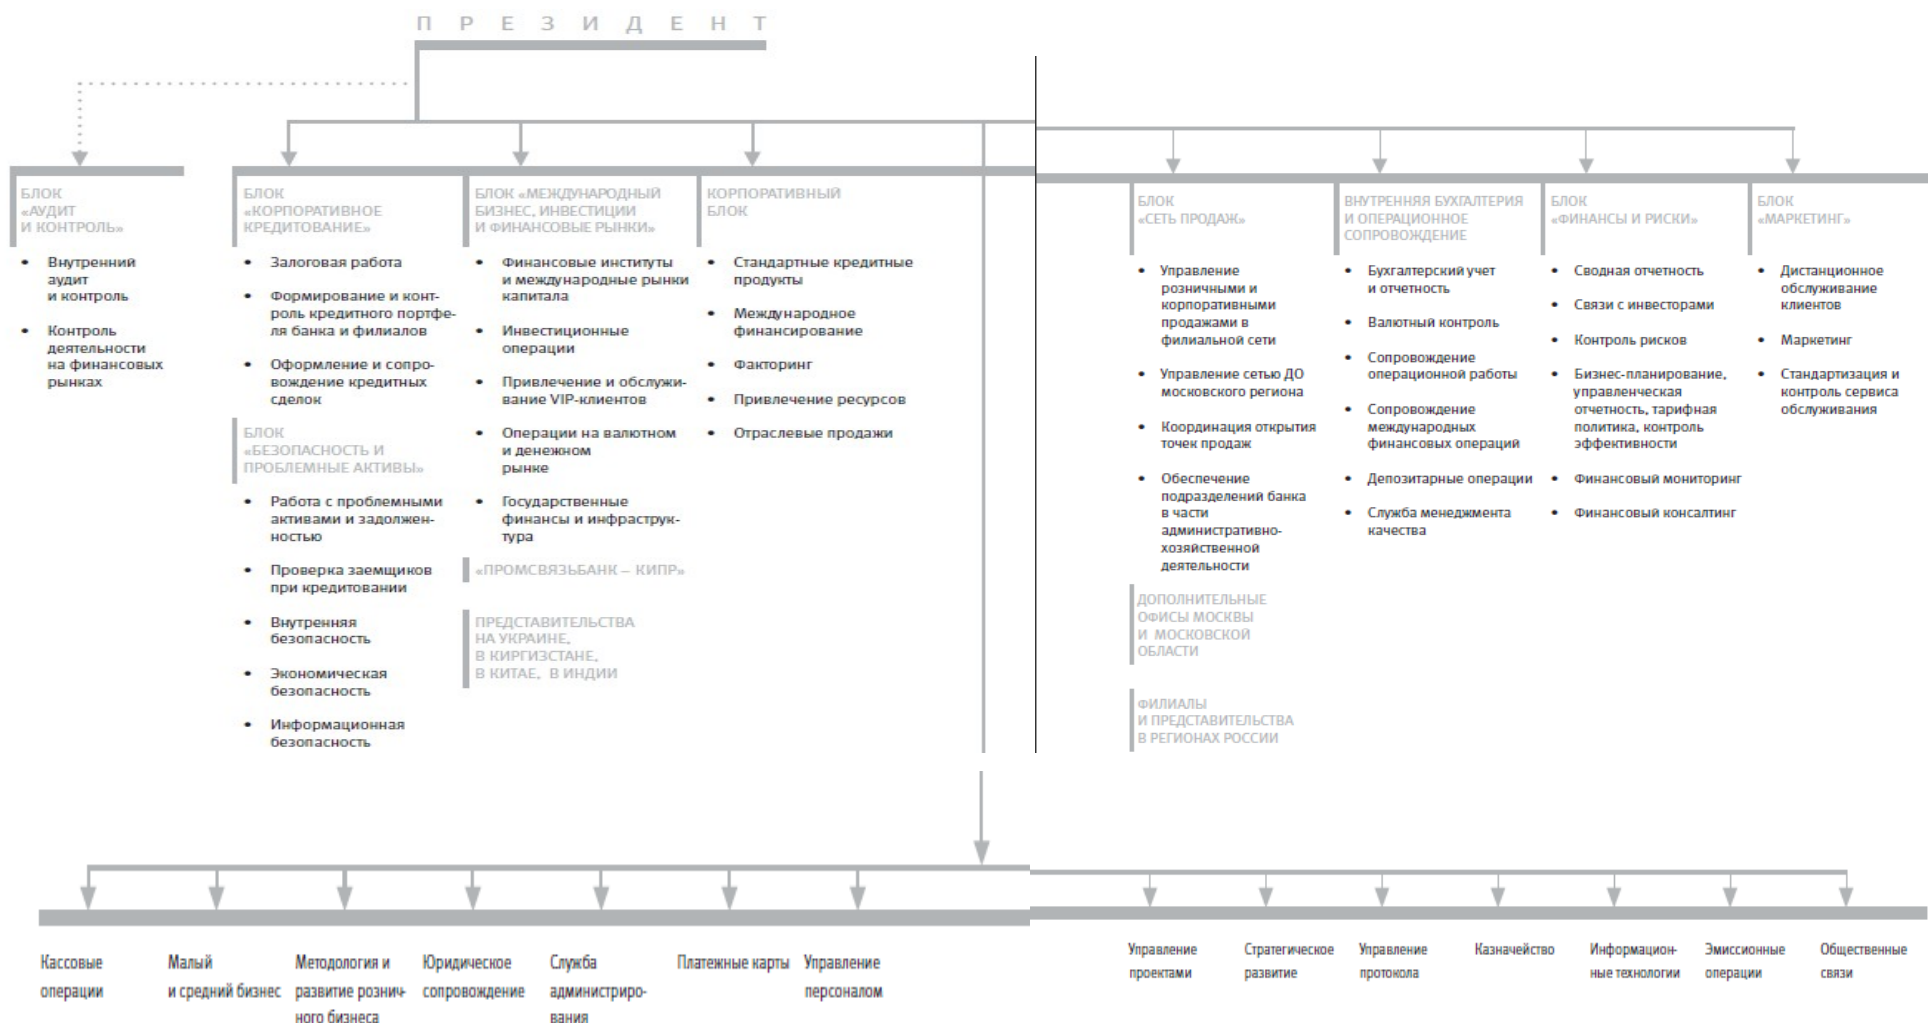 ПРЕЗИДЕНТ
БЛОК
«АУДИТ
И КОНТРОЛЬ»
• Внутренний
аудит
и контроль
• Контроль
деятельности
на финансовых
рынках
БЛОК
«КОРПОРАТИВНОЕ
КРЕДИТОВАНИЕ»
• Залоговая работа
• Формирование и конт-
роль кредитного портфе-
ля банка и филиалов
• Оформление и сопро-
вождение кредитных
сделок
БЛОК
«БЕЗОПАСНОСТЬ И
ПРОБЛЕМНЫЕ АКТИВЫ»
• Работа с проблемными
активами и задолжен-
ностью
• Проверка заемщиков
при кредитовании
• Внутренняя
безопасность
• Экономическая
безопасность
• Информационная
безопасность
БЛОК «МЕЖДУНАРОДНЫЙ
БИЗНЕС, ИНВЕСТИЦИИ
И ФИНАНСОВЫЕ РЫНКИ»
• Финансовые институты
и международные рынки
капитала
• Инвестиционные
операции
• Привлечение и обслужи-
вание VIP-клиентов
• Операции на валютном
и денежном
рынке
• Государственные
финансы и инфраструк-
тура
«ПРОМСВЯЗЬБАНК – КИПР»
ПРЕДСТАВИТЕЛЬСТВА
НА УКРАИНЕ,
В КИРГИЗСТАНЕ,
В КИТАЕ, В ИНДИИ
КОРПОРАТИВНЫЙ
БЛОК
• Стандартные кредитные
продукты
• Международное
финансирование
• Факторинг
• Привлечение ресурсов
• Отраслевые продажи
БЛОК
«СЕТЬ ПРОДАЖ»
• Управление
розничными и
корпоративными
продажами в
филиальной сети
• Управление сетью ДО
московского региона
• Координация открытия
точек продаж
• Обеспечение
подразделений банка
в части
административно-
хозяйственной
деятельности
ДОПОЛНИТЕЛЬНЫЕ
ОФИСЫ МОСКВЫ
И МОСКОВСКОЙ
ОБЛАСТИ
ФИЛИАЛЫ
И ПРЕДСТАВИТЕЛЬСТВА
В РЕГИОНАХ РОССИИ
ВНУТРЕННЯЯ БУХГАЛТЕРИЯ
И ОПЕРАЦИОННОЕ
СОПРОВОЖДЕНИЕ
• Бухгалтерский учет
и отчетность
• Валютный контроль
• Сопровождение
операционной работы
• Сопровождение
международных
финансовых операций
• Депозитарные операции
• Служба менеджмента
качества
БЛОК
«ФИНАНСЫ И РИСКИ»
• Сводная отчетность
• Связи с инвесторами
• Контроль рисков
• Бизнес-планирование,
управленческая
отчетность, тарифная
политика, контроль
эффективности
• Финансовый мониторинг
• Финансовый консалтинг
БЛОК
«МАРКЕТИНГ»
• Дистанционое
обслуживание
клиентов
• Маркетинг
• Стандартизация и
контроль сервиса
обслуживания
Кассовые
операции
Малый
и средний бизнес
Методология и
развитие рознич-
ного бизнеса
Юридическое
сопровождение
Служба
администриро-
вания
Платежные карты
Управление
персоналом
Управление
проектами
Стратегическое
развитие
Управление
протокола
Казначейство
Информацион-
ные технологии
Эмиссионные
операции
Общественные
связи